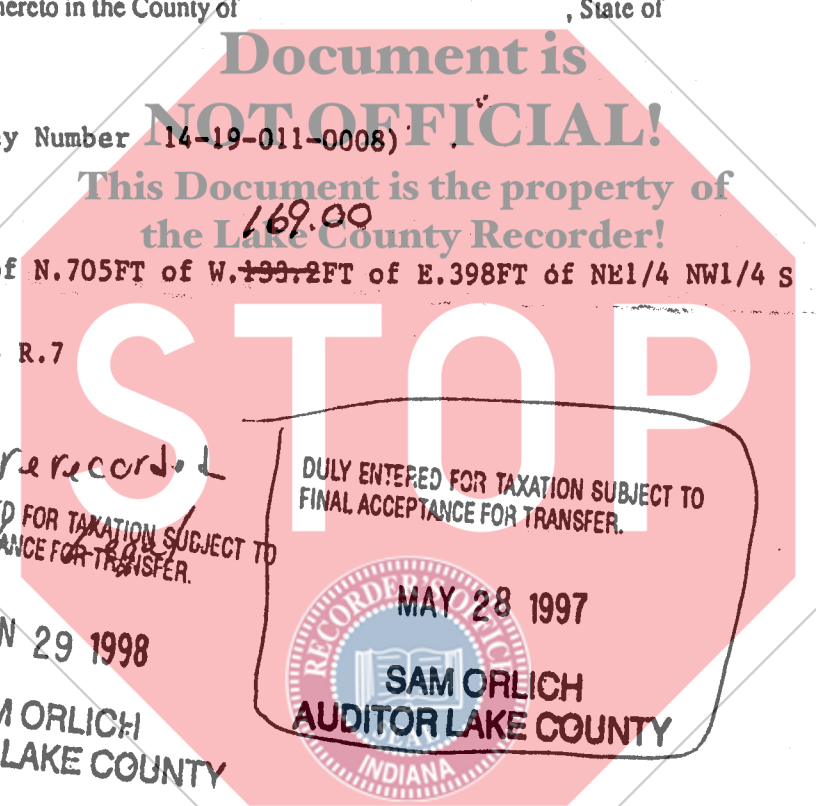 hereto in the County of , State of
Document is
NOT OFFICIAL!
ey Number 14-19-011-0008)
This Document is the property of
169.00
the Lake County Recorder!
of N.705FT of W.133.2FT of E.398FT of NE1/4 NW1/4 S
R.7
STOP
rerecorded
DULY ENTERED FOR TAXATION SUBJECT TO
FINAL ACCEPTANCE FOR TRANSFER.
D FOR TAXATION SUBJECT TO
ANCE FOR TRANSFER.
legal
MAY 28 1997
N 29 1998
SAM ORLICH
AUDITOR LAKE COUNTY
M ORLICH
LAKE COUNTY
RECORDER'S OFFICE
INDIANA